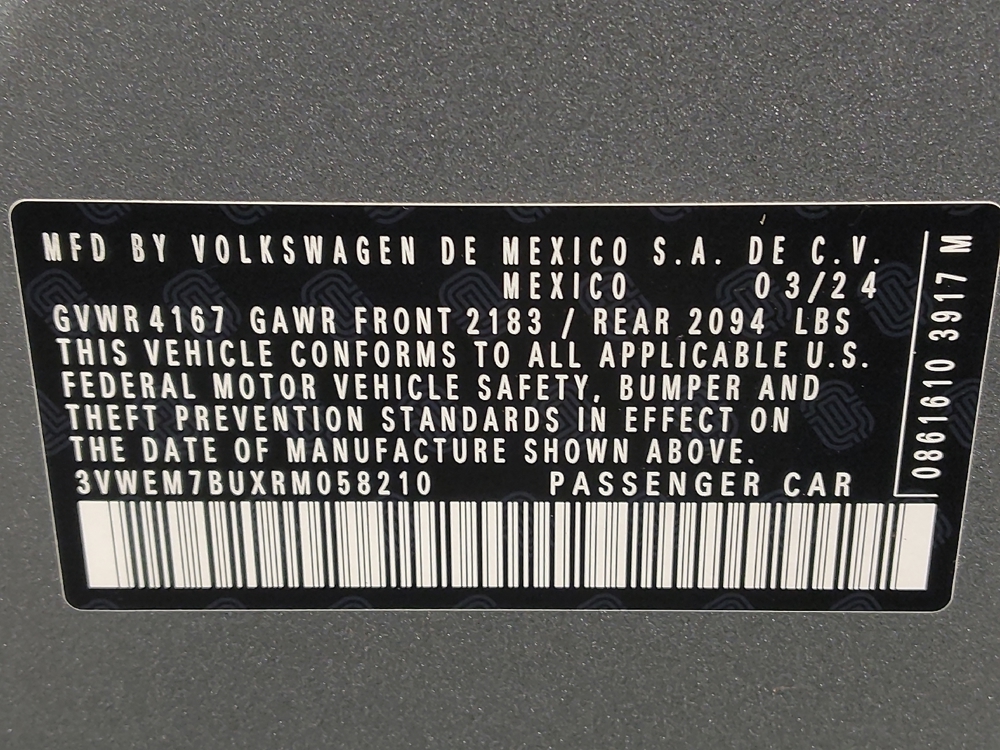 MFD BY VOLKSWAGEN DE MEXICO S.A. DE C.V.
MEXICO 03/24
GVWR 4167 GAWR FRONT 2183 / REAR 2094 LBS
THIS VEHICLE CONFORMS TO ALL APPLICABLE U.S.
FEDERAL MOTOR VEHICLE SAFETY, BUMPER AND
THEFT PREVENTION STANDARDS IN EFFECT ON
THE DATE OF MANUFACTURE SHOWN ABOVE.
3VWEM7BUXRM058210 PASSENGER CAR
0861610 3917 M